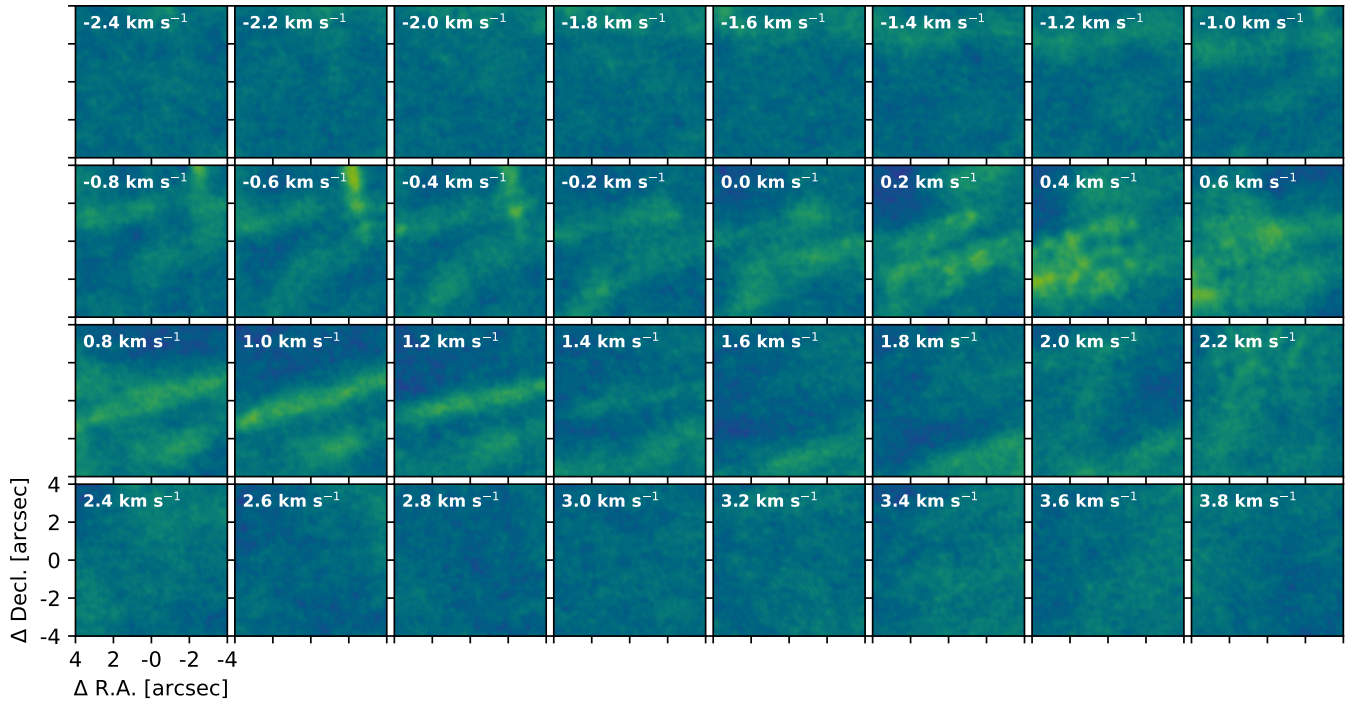 -2.4 km s⁻¹ -2.2 km s⁻¹ -2.0 km s⁻¹ -1.8 km s⁻¹ -1.6 km s⁻¹ -1.4 km s⁻¹ -1.2 km s⁻¹ -1.0 km s⁻¹
-0.8 km s⁻¹ -0.6 km s⁻¹ -0.4 km s⁻¹ -0.2 km s⁻¹ 0.0 km s⁻¹ 0.2 km s⁻¹ 0.4 km s⁻¹ 0.6 km s⁻¹
0.8 km s⁻¹ 1.0 km s⁻¹ 1.2 km s⁻¹ 1.4 km s⁻¹ 1.6 km s⁻¹ 1.8 km s⁻¹ 2.0 km s⁻¹ 2.2 km s⁻¹
2.4 km s⁻¹ 2.6 km s⁻¹ 2.8 km s⁻¹ 3.0 km s⁻¹ 3.2 km s⁻¹ 3.4 km s⁻¹ 3.6 km s⁻¹ 3.8 km s⁻¹
Δ Decl. [arcsec]
4
2
0
-2
-4
4 2 -0 -2 -4
Δ R.A. [arcsec]